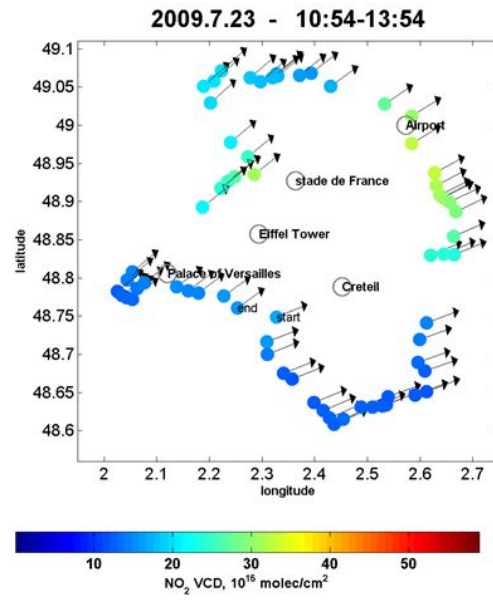 2009.7.23 - 10:54-13:54
49.1
49.05
49
48.95
48.9
48.85
48.8
48.75
48.7
48.65
48.6
latitude
Airport
stade de France
Eiffel Tower
Palace of Versailles
Creteil
end
start
2 2.1 2.2 2.3 2.4 2.5 2.6 2.7
longitude
10 20 30 40 50
NO2 VCD, 10^15 molec/cm^2